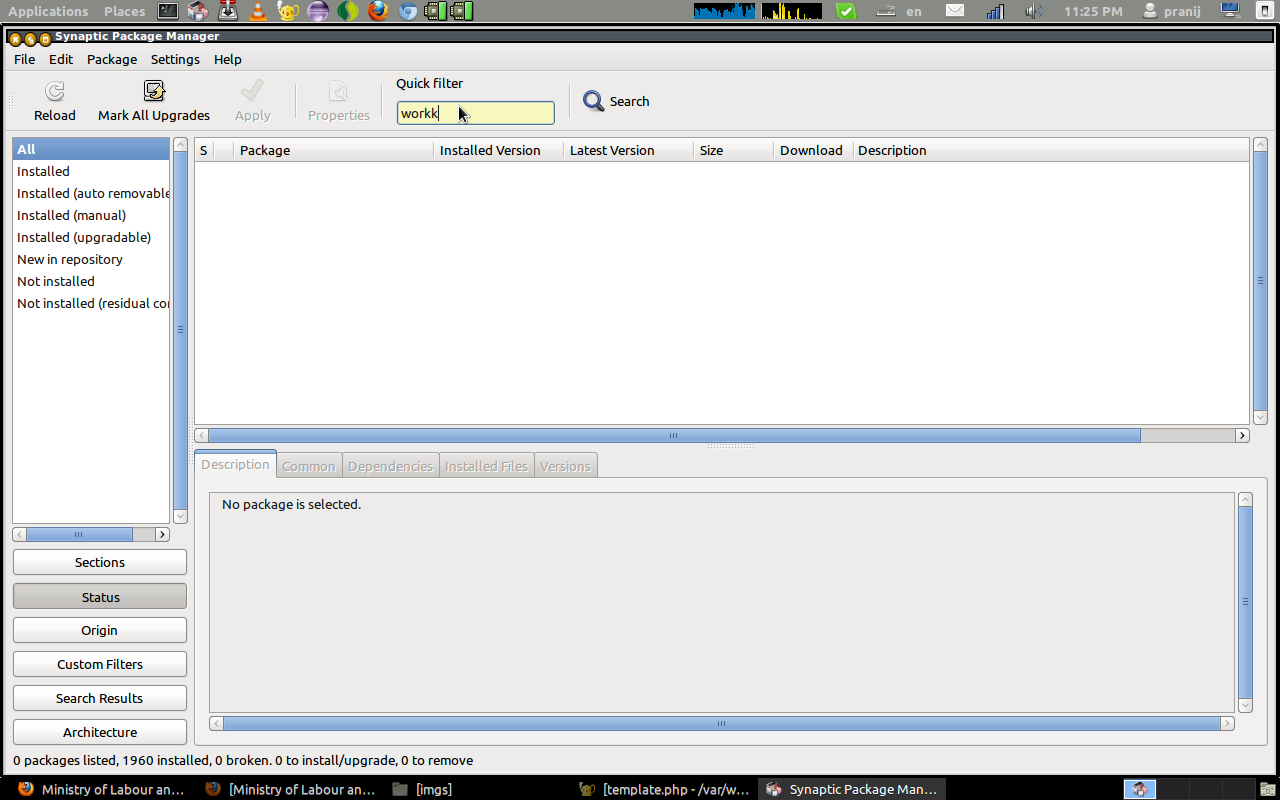 Applications Places en 11:25 PM pranij
Synaptic Package Manager
File Edit Package Settings Help
Quick filter
Reload Mark All Upgrades Apply Properties workk Search
All
Installed
Installed (auto removable
Installed (manual)
Installed (upgradable)
New in repository
Not installed
Not installed (residual co
S Package Installed Version Latest Version Size Download Description
Description Common Dependencies Installed Files Versions
No package is selected.
Sections
Status
Origin
Custom Filters
Search Results
Architecture
0 packages listed, 1960 installed, 0 broken. 0 to install/upgrade, 0 to remove
Ministry of Labour an... [Ministry of Labour an... [imgs] [template.php - /var/w... Synaptic Package Man...